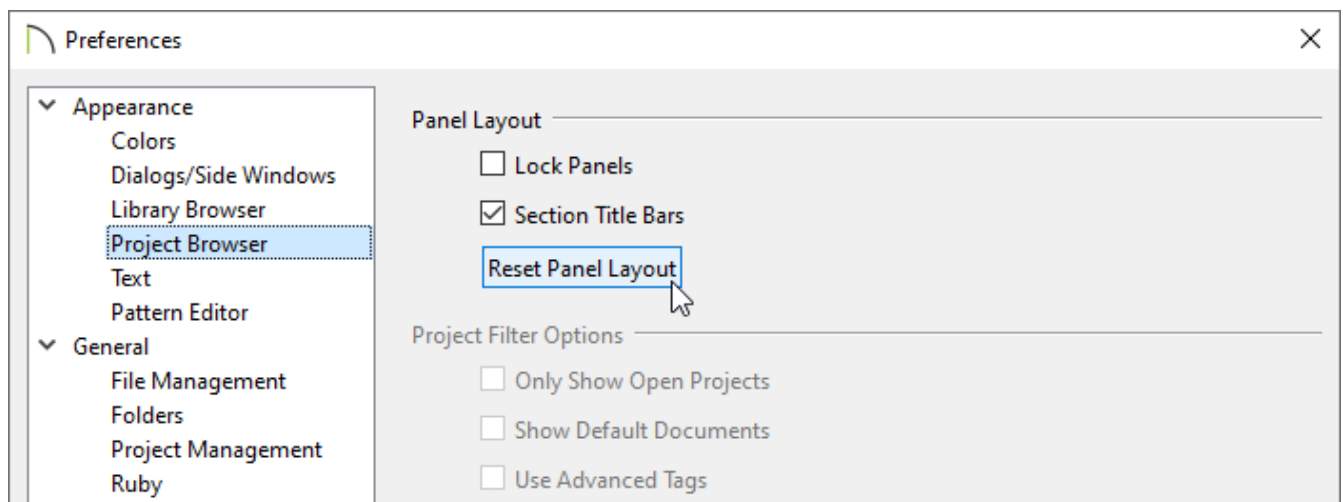 Preferences
Appearance
Colors
Dialogs/Side Windows
Library Browser
Project Browser
Text
Pattern Editor
General
File Management
Folders
Project Management
Ruby
Panel Layout
Lock Panels
Section Title Bars
Reset Panel Layout
Project Filter Options
Only Show Open Projects
Show Default Documents
Use Advanced Tags